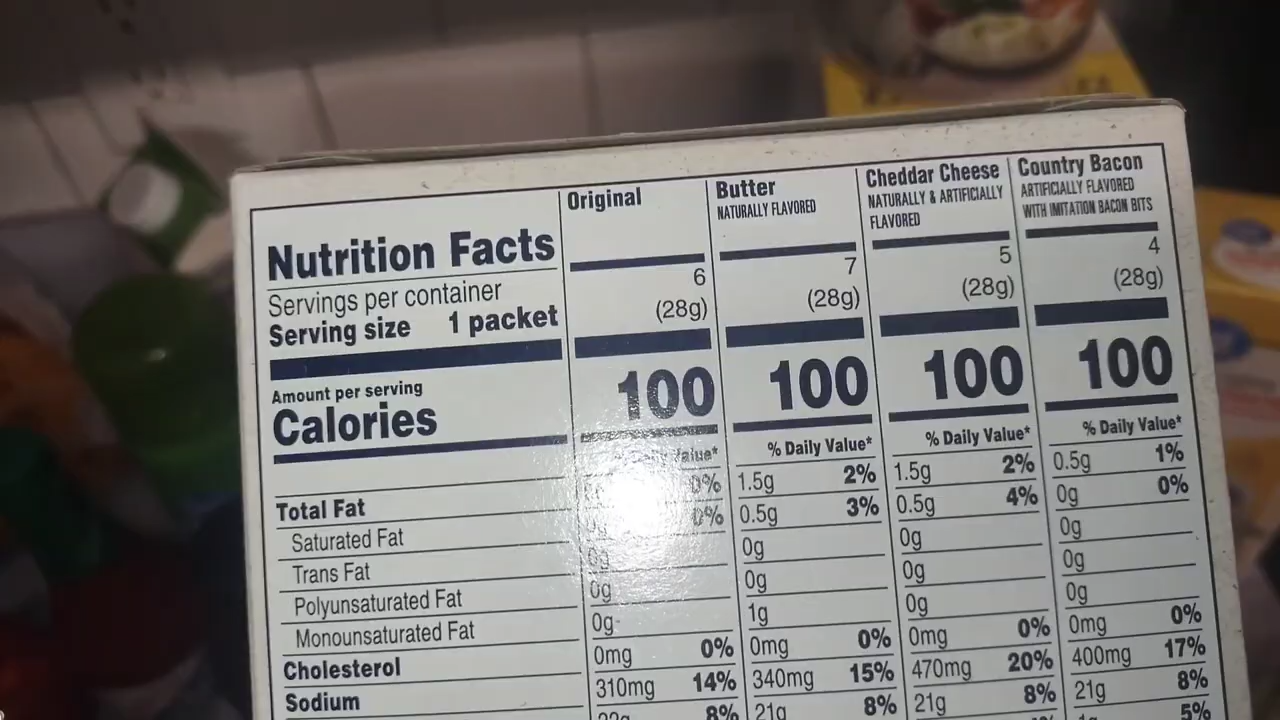 Original
Butter
NATURALLY FLAVORED
Cheddar Cheese
NATURALLY & ARTIFICIALLY
FLAVORED
Country Bacon
ARTIFICIALLY FLAVORED
WITH IMITATION BACON BITS
Nutrition Facts
Servings per container 6 7 5 4
Serving size 1 packet (28g) (28g) (28g) (28g)
Amount per serving
Calories 100 100 100 100
% Daily Value* % Daily Value* % Daily Value*
Total Fat 0% 1.5g 2% 1.5g 2% 0.5g 1%
Saturated Fat 0% 0.5g 3% 0.5g 4% 0g 0%
Trans Fat 0g 0g 0g 0g
Polyunsaturated Fat 0g 0g 0g 0g
Monounsaturated Fat 0g 1g 0g 0g
Cholesterol 0mg 0% 0mg 0% 0mg 0% 0mg 0%
Sodium 310mg 14% 340mg 15% 470mg 20% 400mg 17%
8% 21g 8% 21g 8% 21g 8%
5%